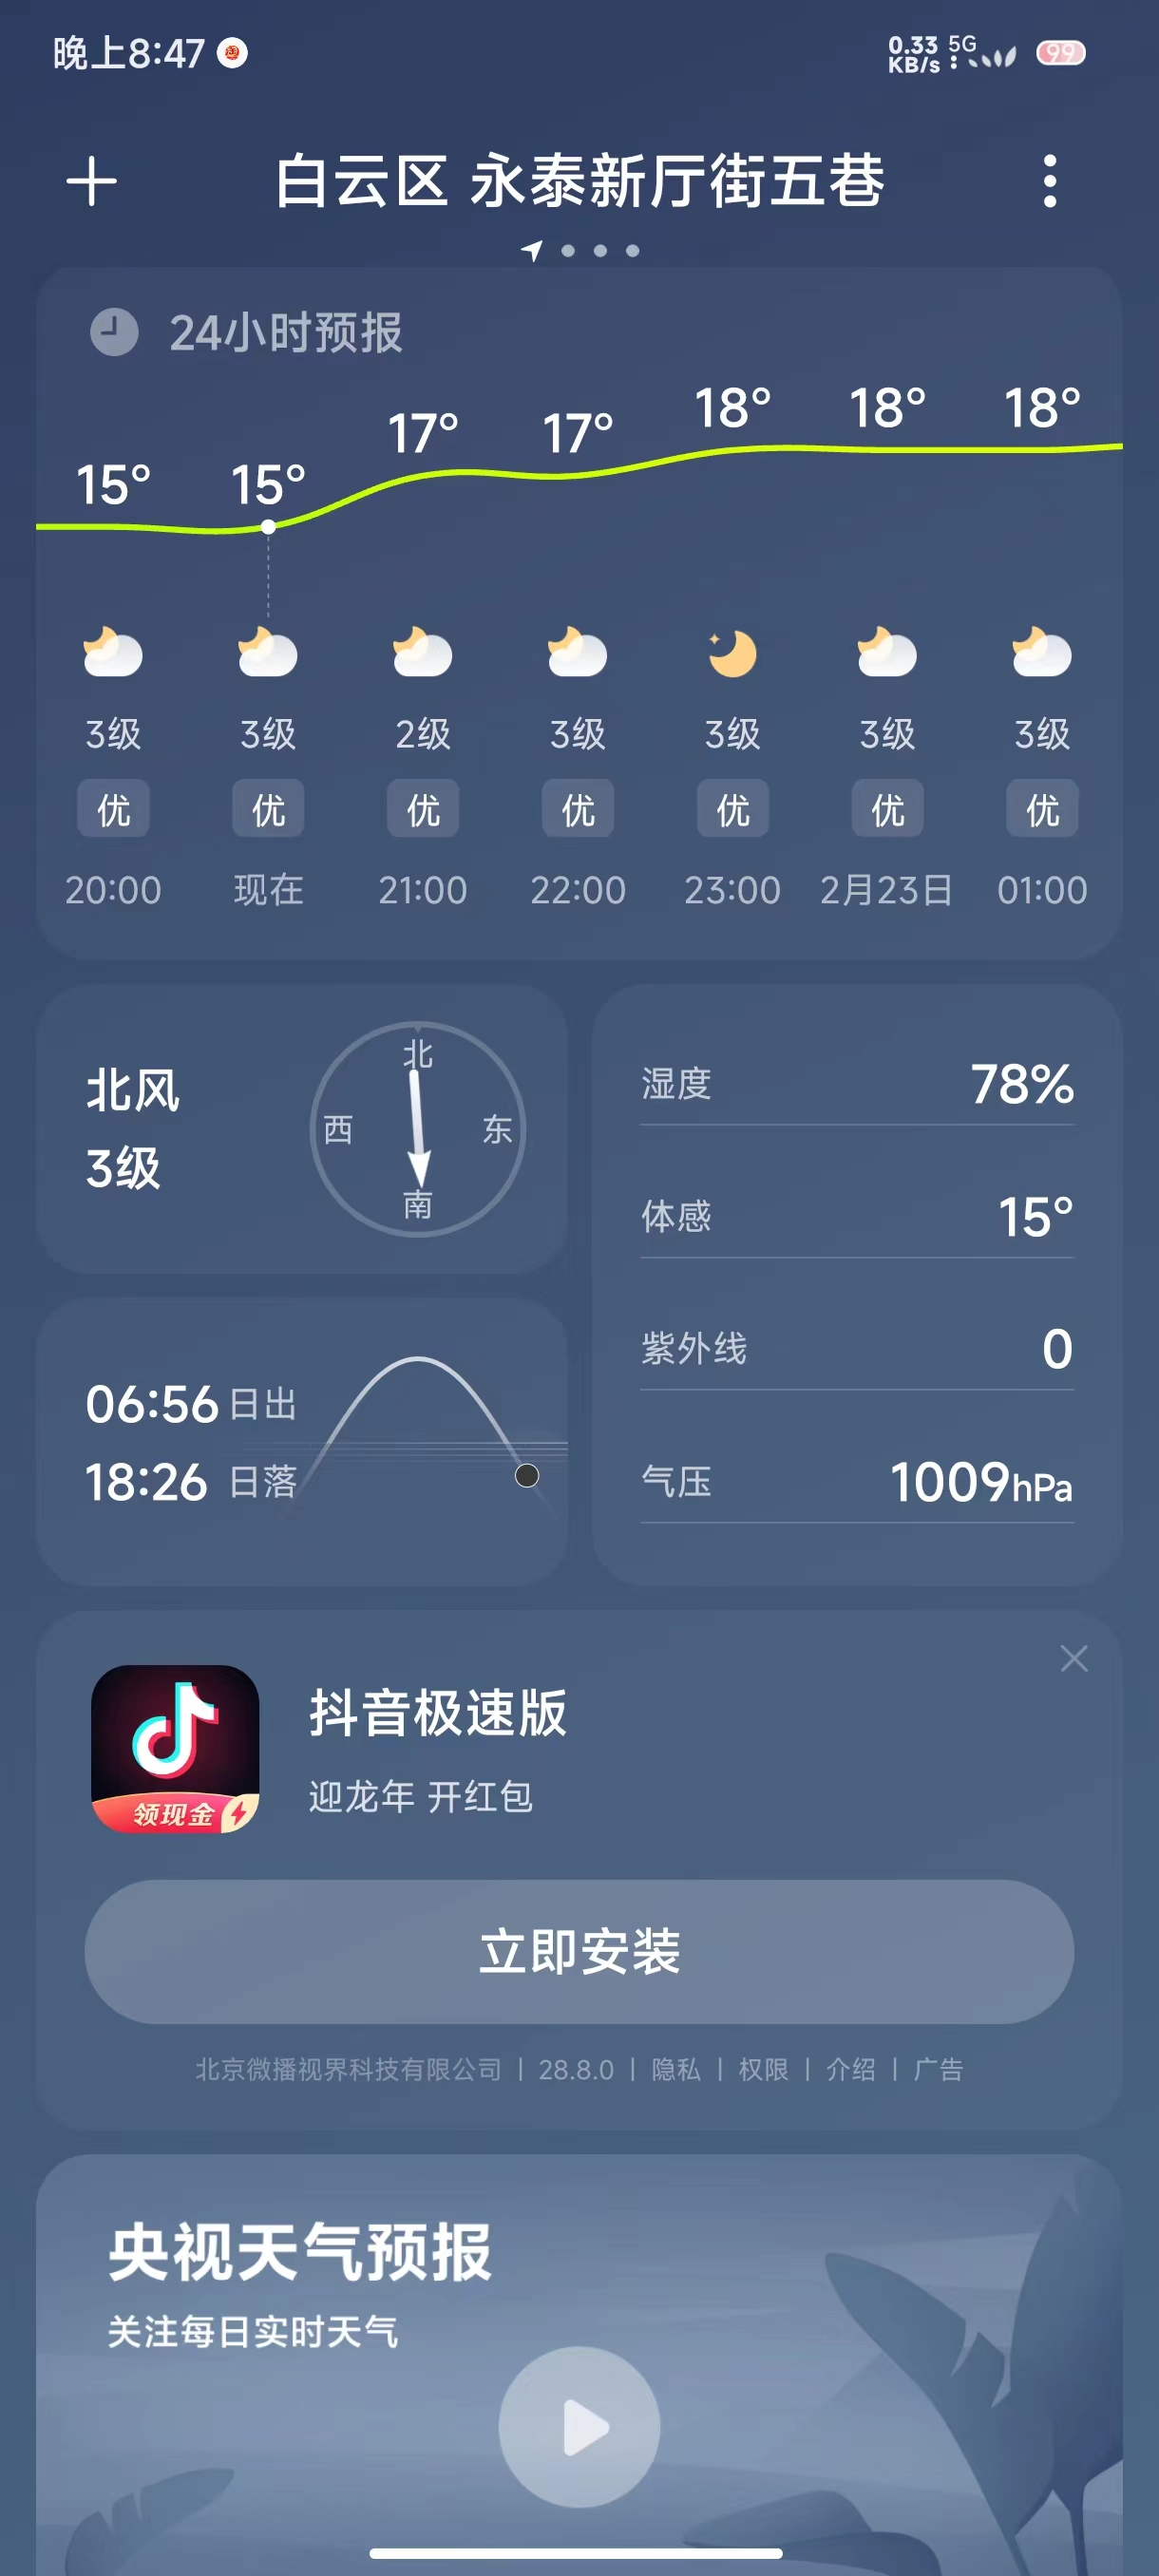 晚上8:47
0.33 KB/s 5G 99
白云区 永泰新厅街五巷
24小时预报
15° 15° 17° 17° 18° 18° 18°
3级 3级 2级 3级 3级 3级 3级
优 优 优 优 优 优 优
20:00 现在 21:00 22:00 23:00 2月23日 01:00
北风
3级
北
西 东
南
湿度 78%
体感 15°
紫外线 0
气压 1009hPa
06:56 日出
18:26 日落
抖音极速版
迎龙年 开红包
领现金
立即安装
北京微播视界科技有限公司 | 28.8.0 | 隐私 | 权限 | 介绍 | 广告
央视天气预报
关注每日实时天气